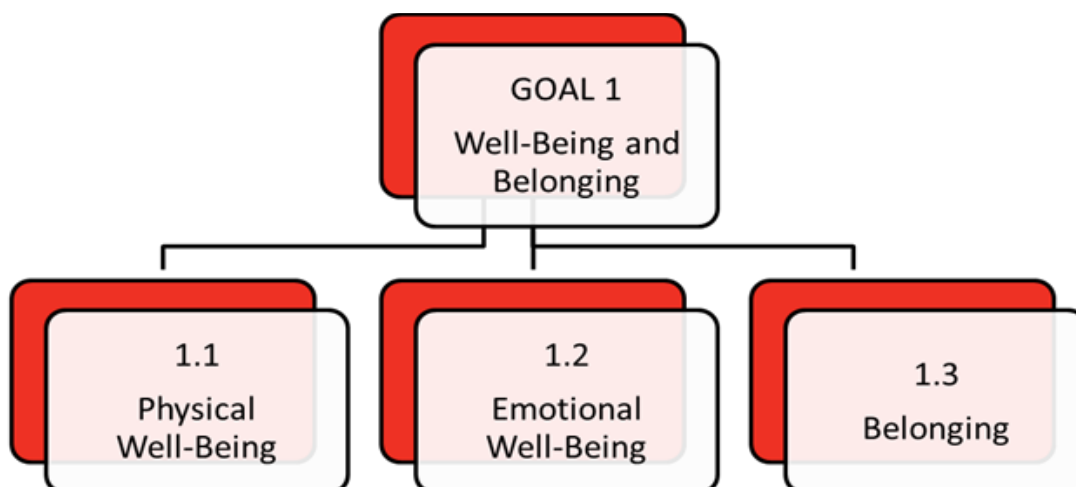 GOAL 1
Well-Being and
Belonging
1.1
Physical
Well-Being
1.2
Emotional
Well-Being
1.3
Belonging